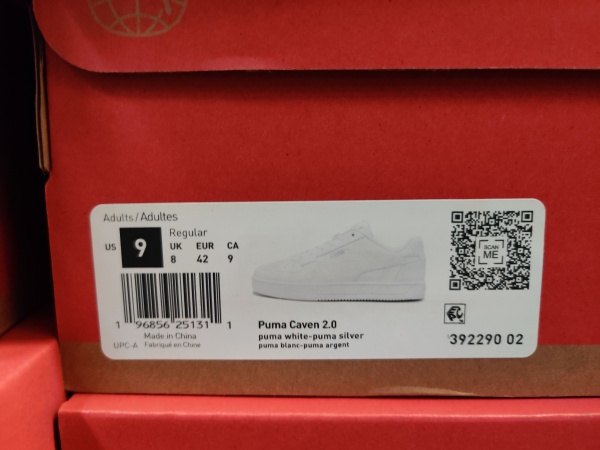 Adults/Adultes
Regular
US 9 UK EUR CA
8 42 9
SCAN ME
1 96856 25131 1
Made in China
UPC-A Fabriqué en Chine
Puma Caven 2.0
puma white-puma silver
puma blanc-puma argent
392290 02